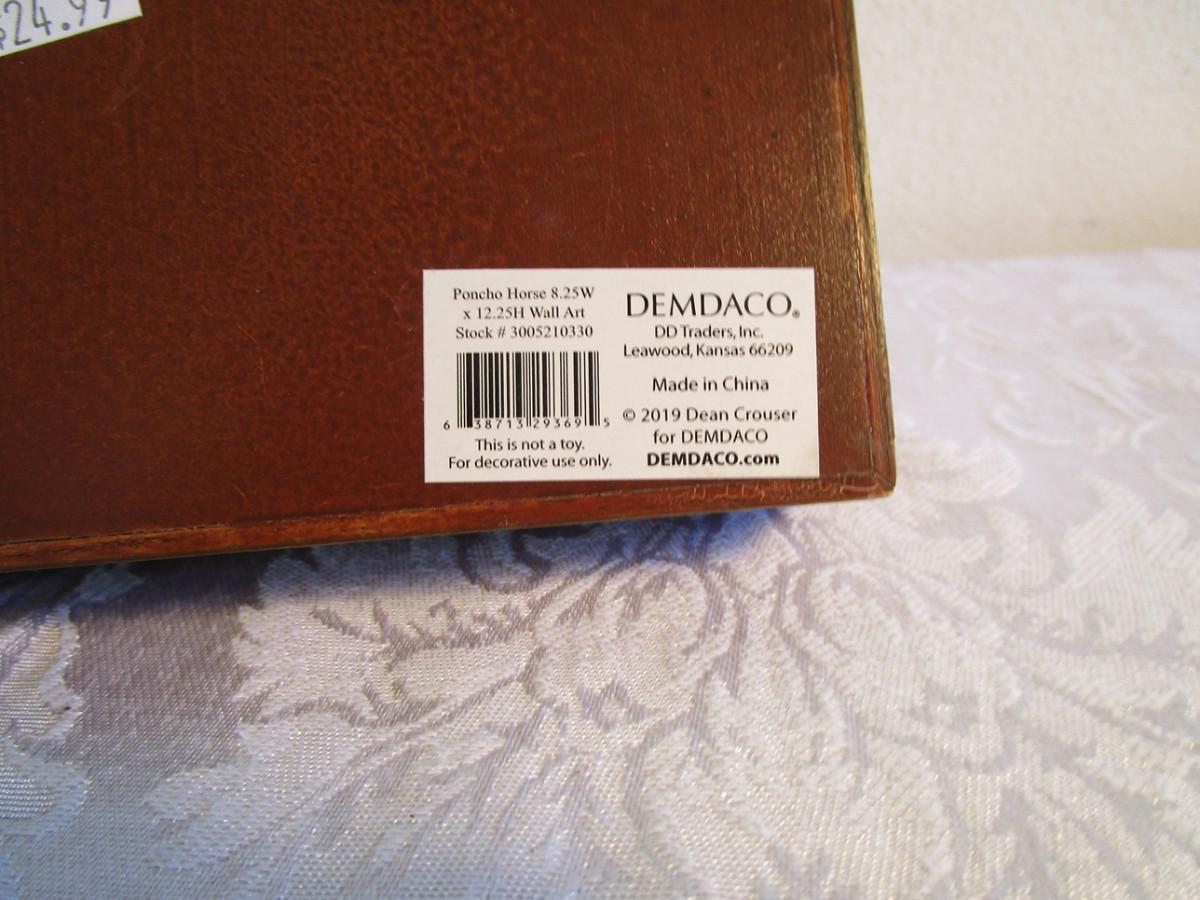 $24.99
Poncho Horse 8.25W
x 12.25H Wall Art
Stock # 3005210330
6 38713 29369 5
This is not a toy.
For decorative use only.
DEMDACO®
DD Traders, Inc.
Leawood, Kansas 66209
Made in China
© 2019 Dean Crouser
for DEMDACO
DEMDACO.com